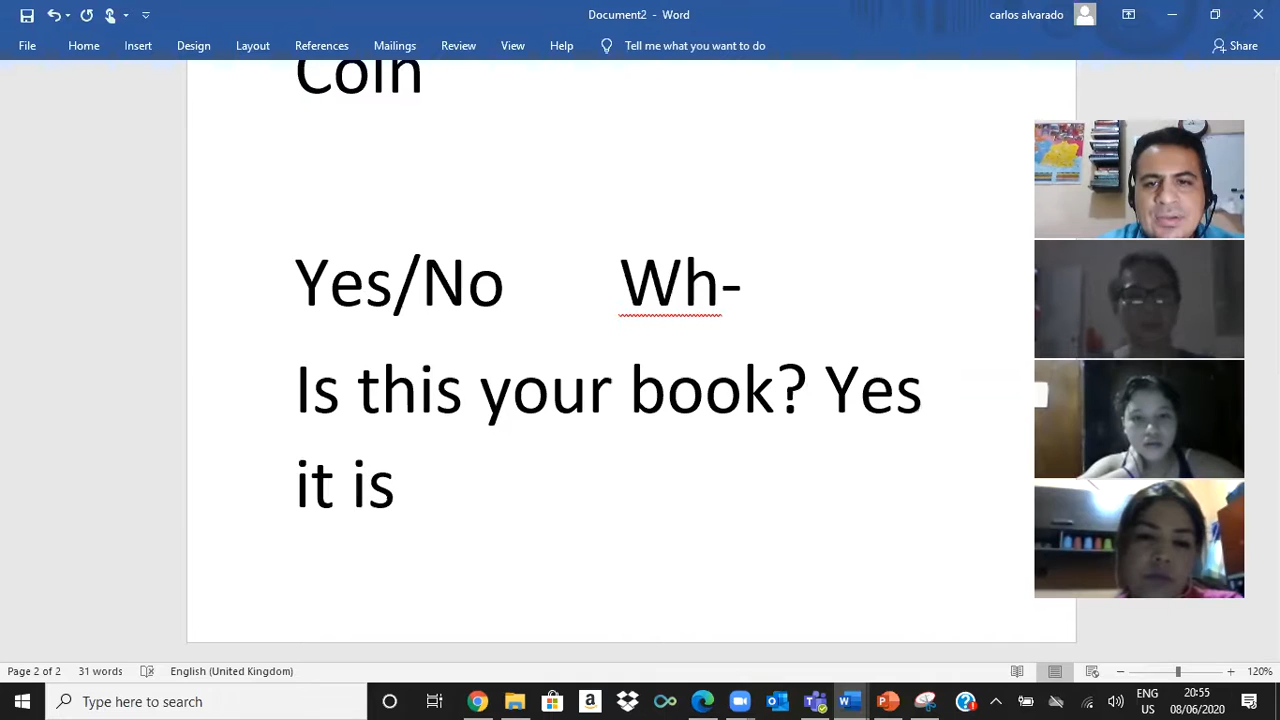 Document2 - Word
carlos alvarado
File Home Insert Design Layout References Mailings Review View Help Tell me what you want to do Share
Coin
Yes/No Wh-
Is this your book? Yes
it is
Page 2 of 2 31 words English (United Kingdom) 120%
Type here to search
ENG 20:55
US 08/06/2020